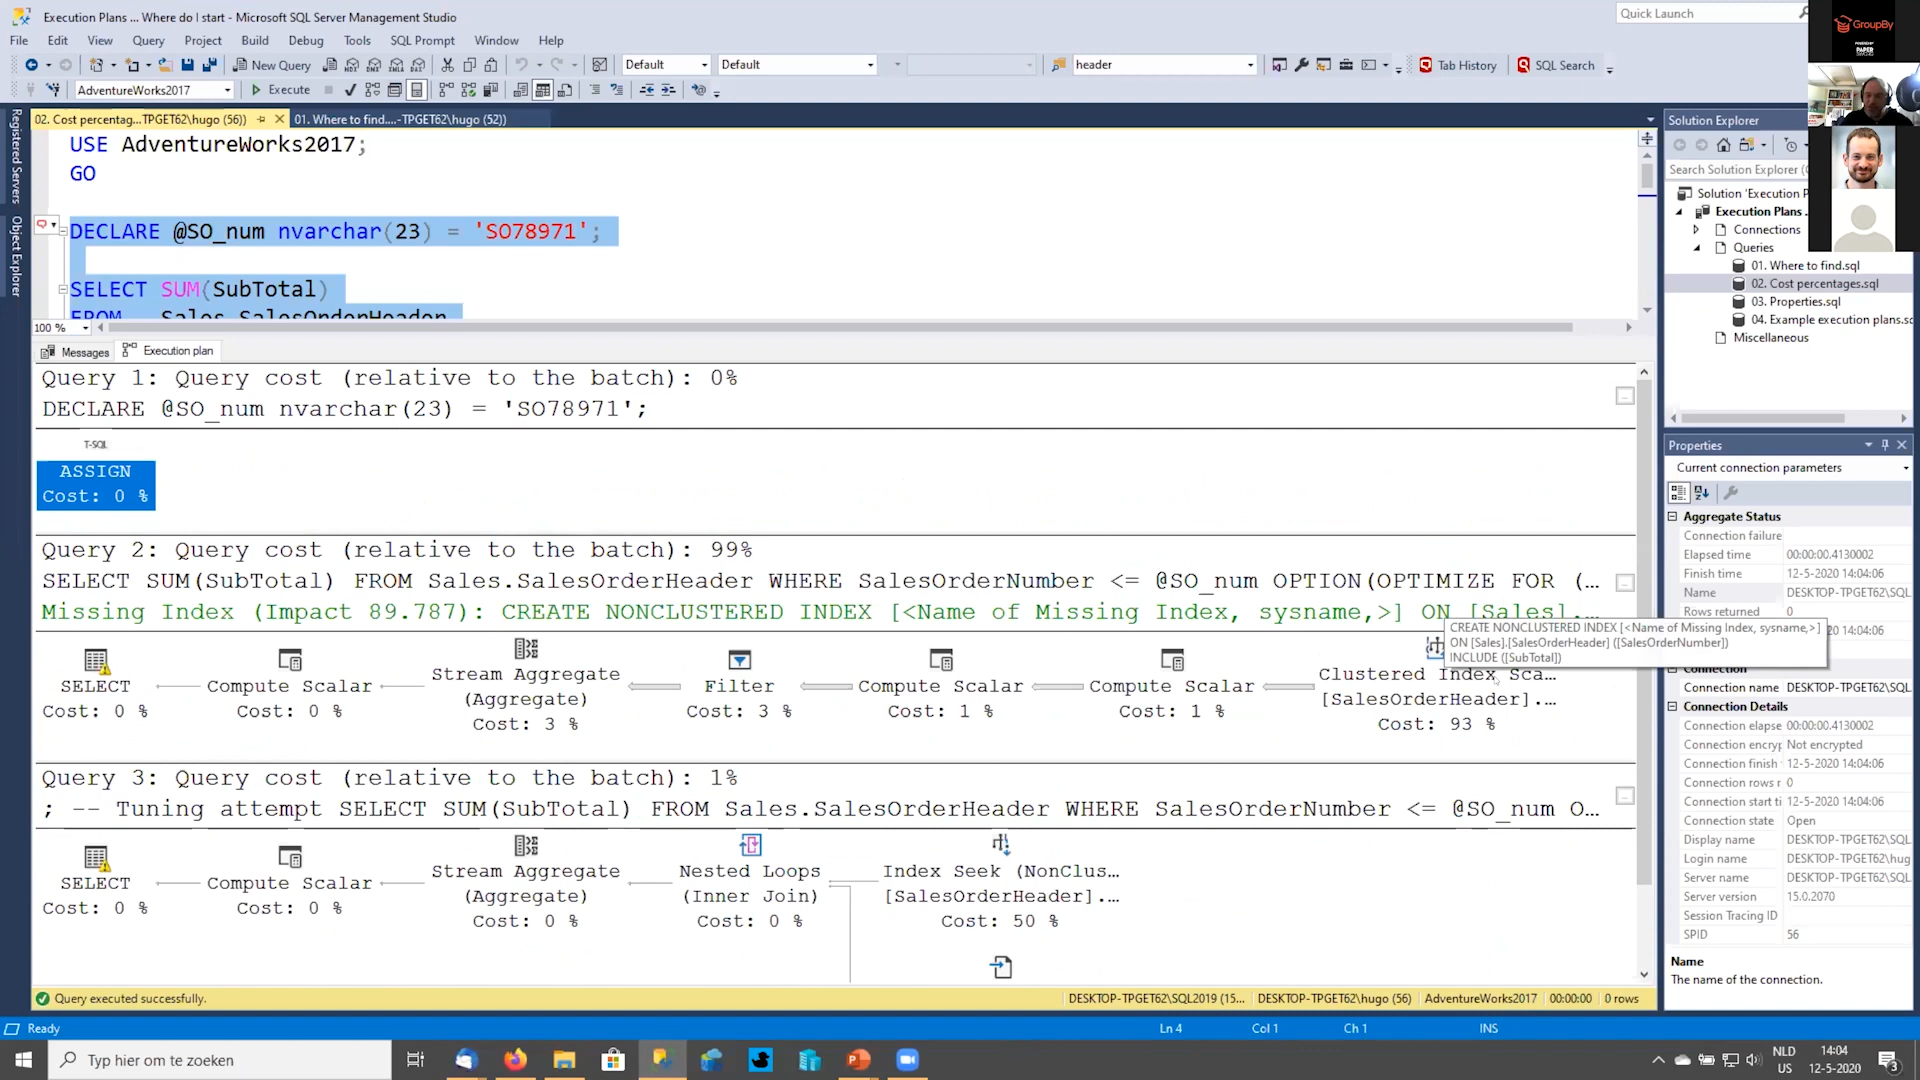 Execution Plans ... Where do I start - Microsoft SQL Server Management Studio
Quick Launch
GroupBy
File Edit View Query Project Build Debug Tools SQL Prompt Window Help
New Query Default Default header Tab History SQL Search
AdventureWorks2017 Execute
02. Cost percentag...TPGET62\hugo (56)) 01. Where to find....-TPGET62\hugo (52))
Registered Servers
Object Explorer
USE AdventureWorks2017;
GO
DECLARE @SO_num nvarchar(23) = 'SO78971';
SELECT SUM(SubTotal)
FROM Sales.SalesOrderHeader
100 %
Messages Execution plan
Query 1: Query cost (relative to the batch): 0%
DECLARE @SO_num nvarchar(23) = 'SO78971';
T-SQL
ASSIGN
Cost: 0 %
Query 2: Query cost (relative to the batch): 99%
SELECT SUM(SubTotal) FROM Sales.SalesOrderHeader WHERE SalesOrderNumber <= @SO_num OPTION(OPTIMIZE FOR (...
Missing Index (Impact 89.787): CREATE NONCLUSTERED INDEX [<Name of Missing Index, sysname,>] ON [Sales]....
CREATE NONCLUSTERED INDEX [<Name of Missing Index, sysname,>]
ON [Sales].[SalesOrderHeader] ([SalesOrderNumber])
INCLUDE ([SubTotal])
SELECT
Cost: 0 %
Compute Scalar
Cost: 0 %
Stream Aggregate
(Aggregate)
Cost: 3 %
Filter
Cost: 3 %
Compute Scalar
Cost: 1 %
Compute Scalar
Cost: 1 %
Clustered Index Sca...
[SalesOrderHeader]....
Cost: 93 %
Query 3: Query cost (relative to the batch): 1%
; -- Tuning attempt SELECT SUM(SubTotal) FROM Sales.SalesOrderHeader WHERE SalesOrderNumber <= @SO_num O...
SELECT
Cost: 0 %
Compute Scalar
Cost: 0 %
Stream Aggregate
(Aggregate)
Cost: 0 %
Nested Loops
(Inner Join)
Cost: 0 %
Index Seek (NonClus...
[SalesOrderHeader]....
Cost: 50 %
Query executed successfully. DESKTOP-TPGET62\SQL2019 (15... DESKTOP-TPGET62\hugo (56) AdventureWorks2017 00:00:00 0 rows
Solution Explorer
Search Solution Explorer (
Solution 'Execution P
Execution Plans .
Connections
Queries
01. Where to find.sql
02. Cost percentages.sql
03. Properties.sql
04. Example execution plans.sc
Miscellaneous
Properties
Current connection parameters
Aggregate Status
Connection failure
Elapsed time 00:00:00.4130002
Finish time 12-5-2020 14:04:06
Name DESKTOP-TPGET62\SQL
Rows returned 0
20 14:04:06
Connection
Connection name DESKTOP-TPGET62\SQL
Connection Details
Connection elapse 00:00:00.4130002
Connection encryp Not encrypted
Connection finish 12-5-2020 14:04:06
Connection rows r 0
Connection start ti 12-5-2020 14:04:06
Connection state Open
Display name DESKTOP-TPGET62\SQL
Login name DESKTOP-TPGET62\hug
Server name DESKTOP-TPGET62\SQL
Server version 15.0.2070
Session Tracing ID
SPID 56
Name
The name of the connection.
Ready Ln 4 Col 1 Ch 1 INS
Typ hier om te zoeken
NLD
US
14:04
12-5-2020
3